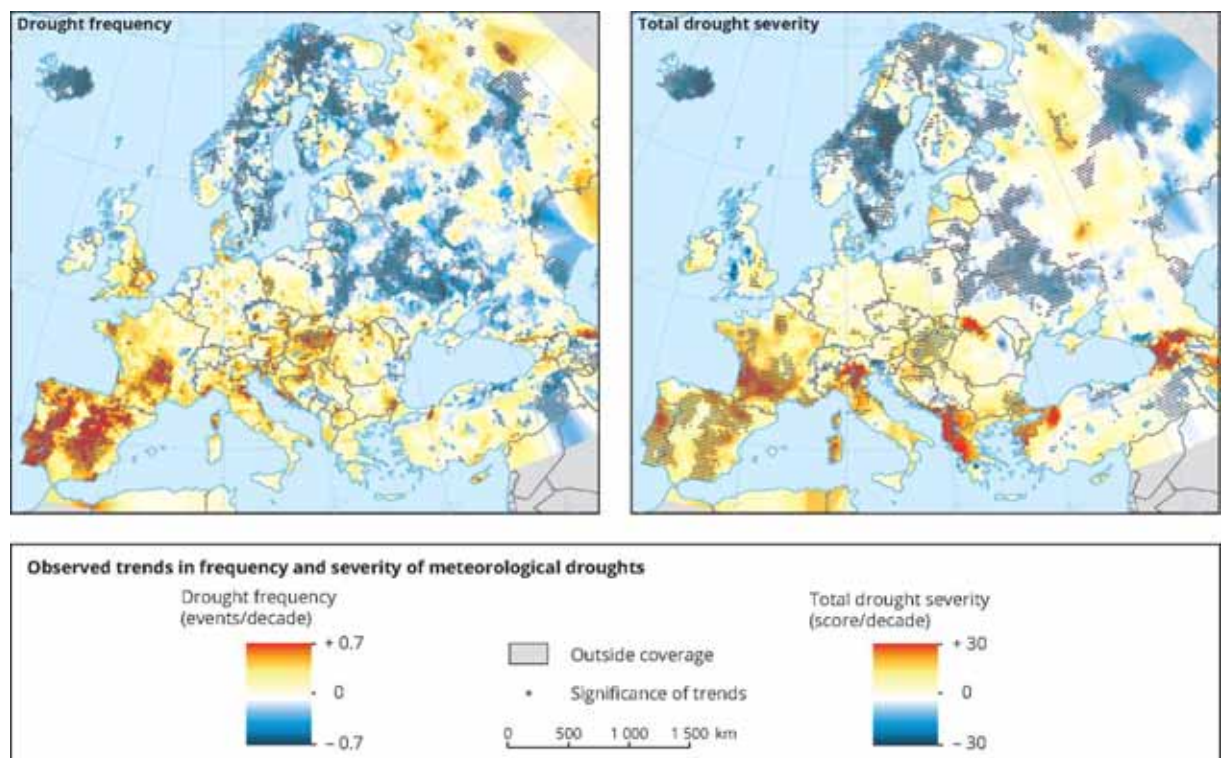 Drought frequency
Total drought severity
Observed trends in frequency and severity of meteorological droughts
Drought frequency
(events/decade)
+ 0.7
0
– 0.7
Outside coverage
Significance of trends
0 500 1 000 1 500 km
Total drought severity
(score/decade)
+ 30
0
– 30